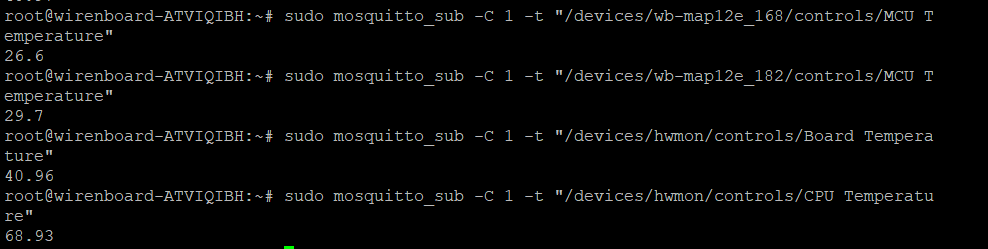 root@wirenboard-ATVIQIBH:~# sudo mosquitto_sub -C 1 -t "/devices/wb-map12e_168/controls/MCU T
emperature"
26.6
root@wirenboard-ATVIQIBH:~# sudo mosquitto_sub -C 1 -t "/devices/wb-map12e_182/controls/MCU T
emperature"
29.7
root@wirenboard-ATVIQIBH:~# sudo mosquitto_sub -C 1 -t "/devices/hwmon/controls/Board Tempera
ture"
40.96
root@wirenboard-ATVIQIBH:~# sudo mosquitto_sub -C 1 -t "/devices/hwmon/controls/CPU Temperatu
re"
68.93